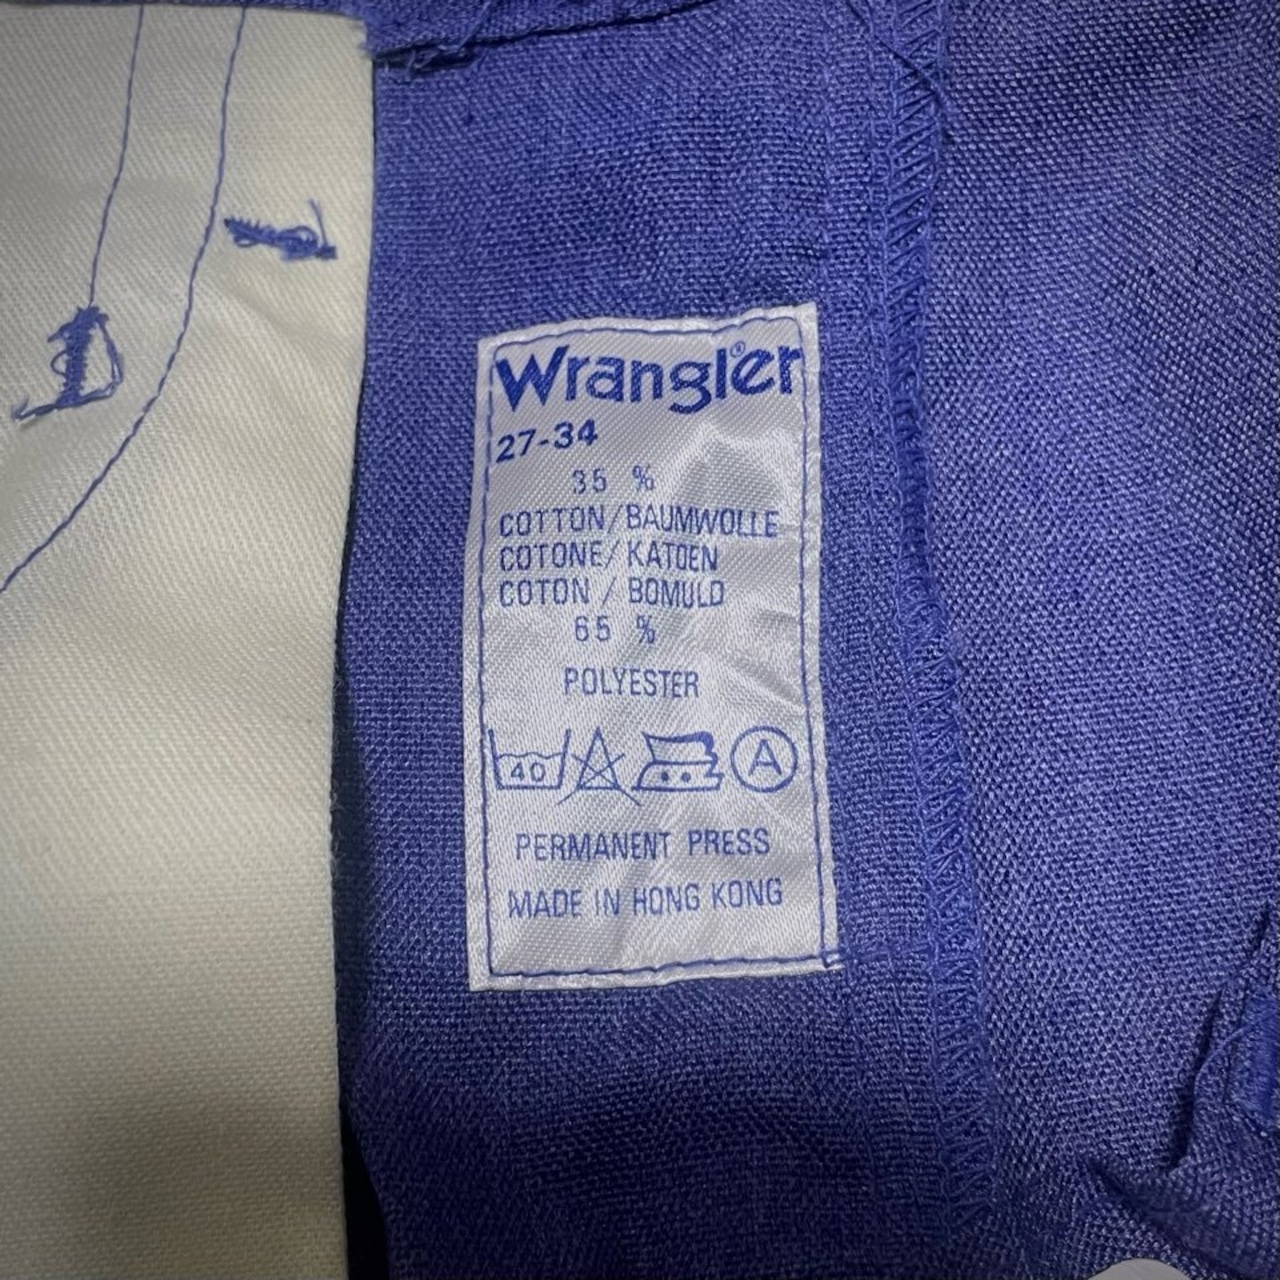 Wrangler®
27-34
35 %
COTTON/BAUMWOLLE
COTONE/KATOEN
COTON / BOMULD
65 %
POLYESTER
40 A
PERMANENT PRESS
MADE IN HONG KONG